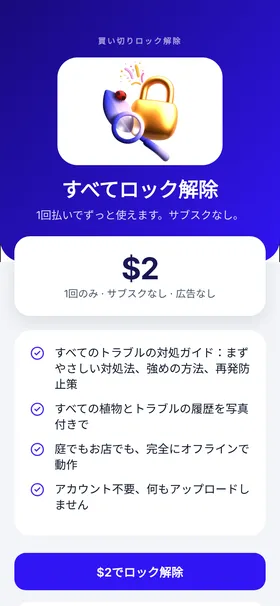 買い切りロック解除
すべてロック解除
1回払いでずっと使えます。サブスクなし。
$2
1回のみ · サブスクなし · 広告なし
すべてのトラブルの対処ガイド：まず
やさしい対処法、強めの方法、再発防
止策
すべての植物とトラブルの履歴を写真
付きで
庭でもお店でも、完全にオフラインで
動作
アカウント不要、何もアップロードし
ません
$2でロック解除